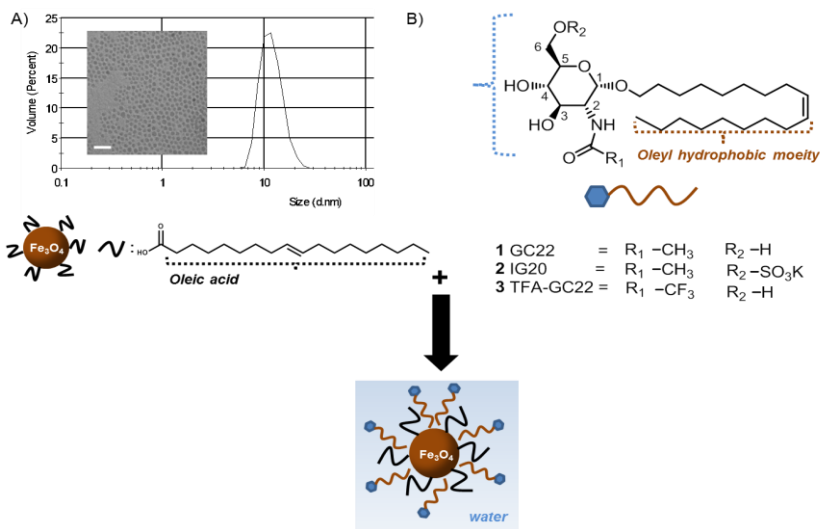 A)
Volume (Percent)
25
20
15
10
5
0
0.1
1
10
100
Size (d.nm)
Fe3O4
:
HO
O
Oleic acid
+
B)
OR2
6
5
O
HO
4
1
O
3
2
HO
NH
O
R1
Oleyl hydrophobic moeity
1 GC22 = R1 –CH3 R2 –H
2 IG20 = R1 –CH3 R2 –SO3K
3 TFA-GC22 = R1 –CF3 R2 –H
Fe3O4
water